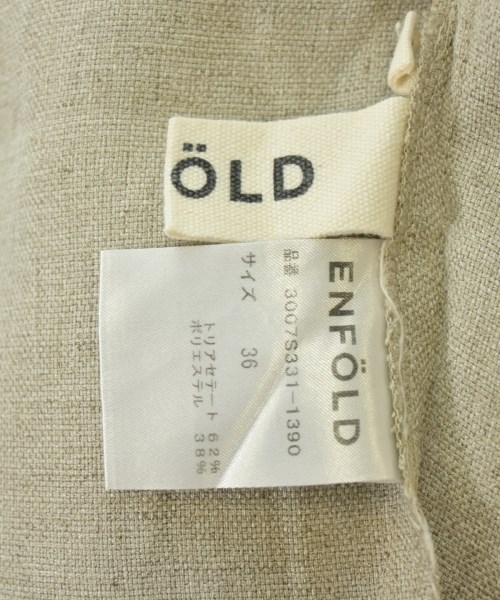 ÖLD
ENFÖLD
品番 3007S331-1390
サイズ 36
トリアセテート 62%
ポリエステル 38%